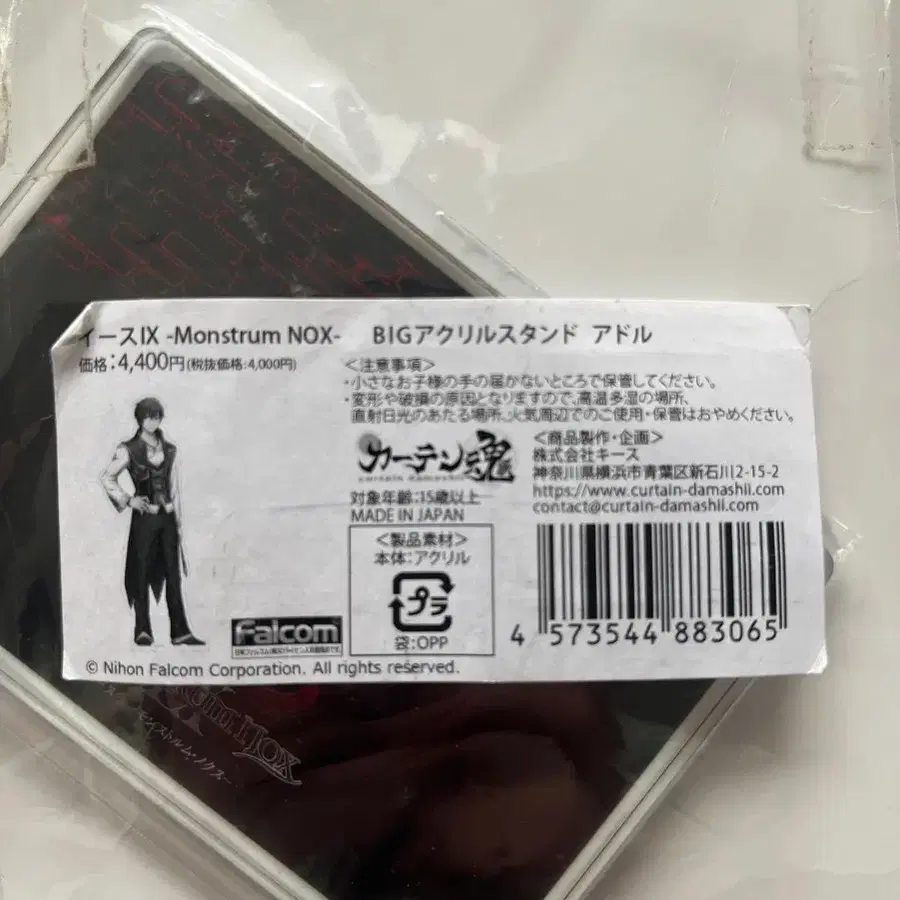 イースIX -Monstrum NOX- BIGアクリルスタンド アドル
価格：4,400円(税抜価格：4,000円)
＜注意事項＞
・小さなお子様の手の届かないところで保管してください。
・変形や破損の原因となりますので、高温多湿の場所、
直射日光のあたる場所、火気周辺でのご使用・保管はおやめください。
カーテン魂
curtain damashii
対象年齢：15歳以上
MADE IN JAPAN
＜商品製作・企画＞
株式会社キース
神奈川県横浜市青葉区新石川2-15-2
https://www.curtain-damashii.com
contact@curtain-damashii.com
＜製品素材＞
本体：アクリル
プラ
袋：OPP
4 573544 883065
Falcom
© Nihon Falcom Corporation. All rights reserved.
NOX